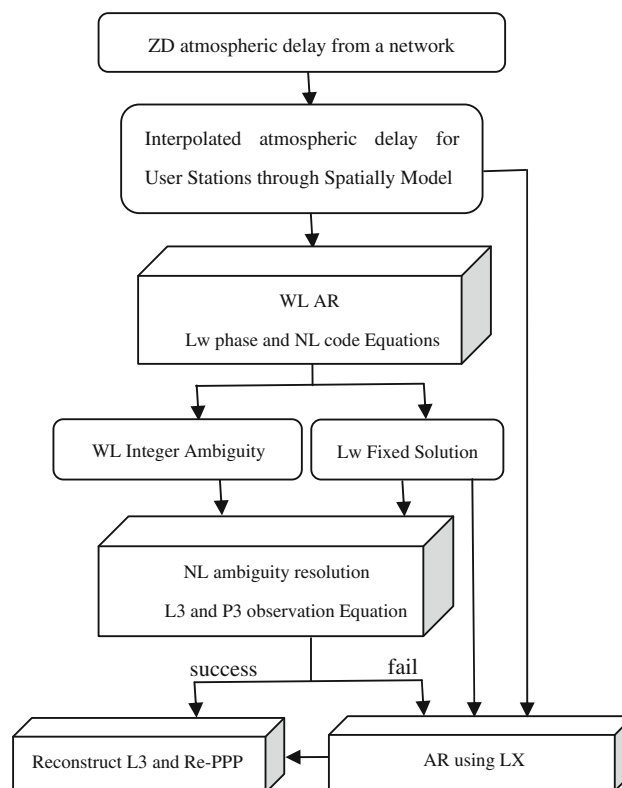 ZD atmospheric delay from a network
Interpolated atmospheric delay for
User Stations through Spatially Model
WL AR
Lw phase and NL code Equations
WL Integer Ambiguity
Lw Fixed Solution
NL ambiguity resolution
L3 and P3 observation Equation
success
fail
Reconstruct L3 and Re-PPP
AR using LX